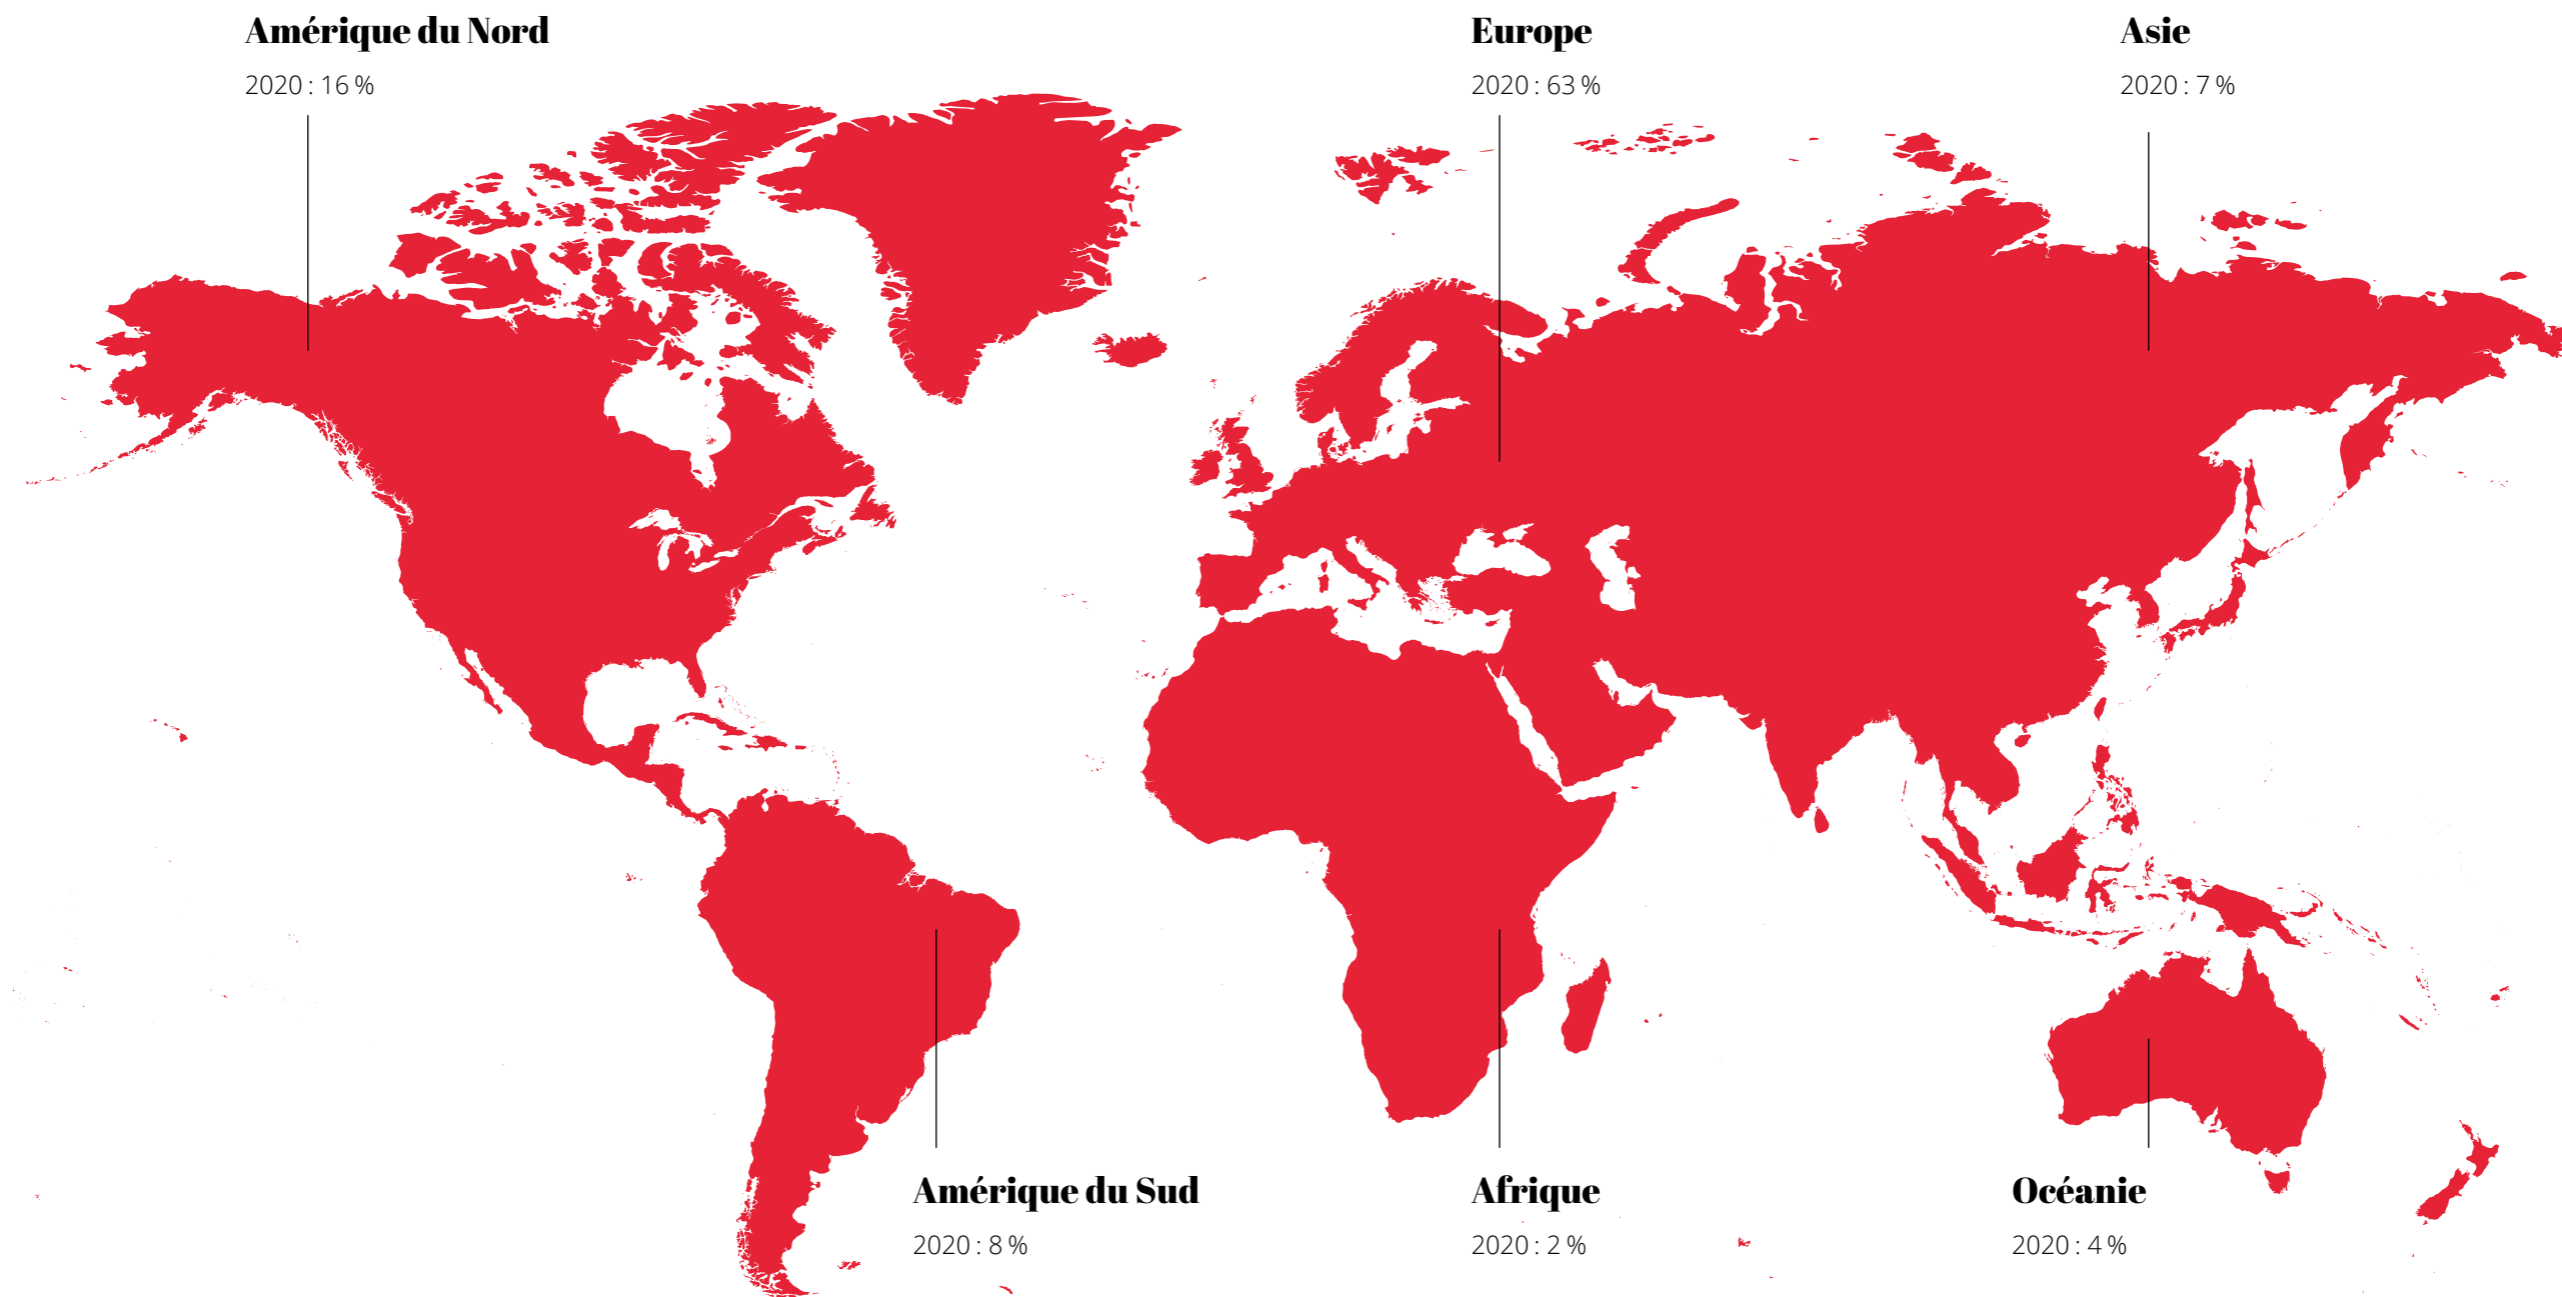 Amérique du Nord
2020 : 16 %
Europe
2020 : 63 %
Asie
2020 : 7 %
Amérique du Sud
2020 : 8 %
Afrique
2020 : 2 %
Océanie
2020 : 4 %